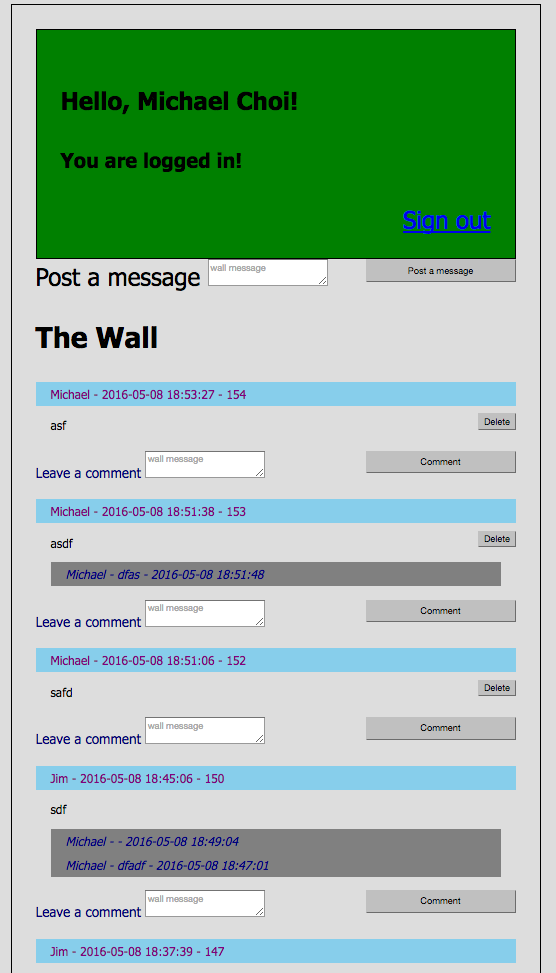 Hello, Michael Choi!
You are logged in!
Sign out
Post a message wall message Post a message
The Wall
Michael - 2016-05-08 18:53:27 - 154
asf Delete
Leave a comment wall message Comment
Michael - 2016-05-08 18:51:38 - 153
asdf Delete
Michael - dfas - 2016-05-08 18:51:48
Leave a comment wall message Comment
Michael - 2016-05-08 18:51:06 - 152
safd Delete
Leave a comment wall message Comment
Jim - 2016-05-08 18:45:06 - 150
sdf
Michael - - 2016-05-08 18:49:04
Michael - dfadf - 2016-05-08 18:47:01
Leave a comment wall message Comment
Jim - 2016-05-08 18:37:39 - 147